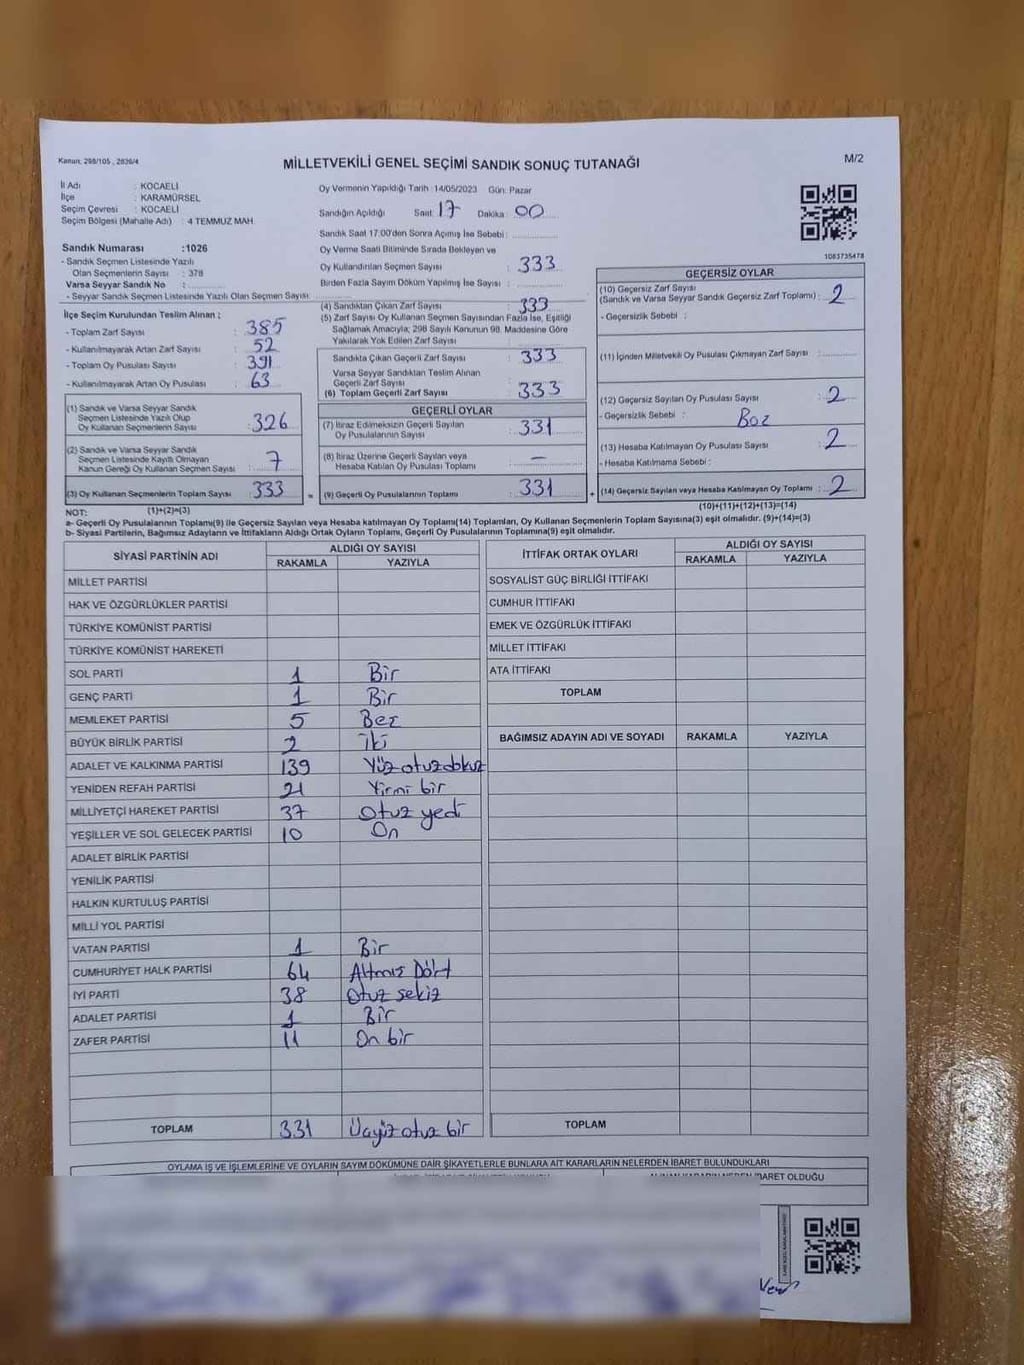 Kanun, 298/105 , 2839/4
MİLLETVEKİLİ GENEL SEÇİMİ SANDIK SONUÇ TUTANAĞI
M/2
İl Adı : KOCAELİ
İlçe : KARAMÜRSEL
Seçim Çevresi : KOCAELİ
Seçim Bölgesi (Mahalle Adı) : 4 TEMMUZ MAH.
Oy Vermenin Yapıldığı Tarih 14/05/2023 Gün: Pazar
Sandığın Açıldığı Saat 17 Dakika 00
Sandık Saat 17:00'den Sonra Açımış İse Sebebi :
1083735478
Sandık Numarası :1026
- Sandık Seçmen Listesinde Yazılı
Olan Seçmenlerin Sayısı : 378
Varsa Seyyar Sandık No :
- Seyyar Sandık Seçmen Listesinde Yazılı Olan Seçmen Sayısı:
Oy Verme Saati Bitiminde Sırada Bekleyen ve
Oy Kullandırılan Seçmen Sayısı : 333
Birden Fazla Sayım Döküm Yapılmış İse Sayısı :
İlçe Seçim Kurulundan Teslim Alınan ;
- Toplam Zarf Sayısı : 385
- Kullanılmayarak Artan Zarf Sayısı : 52
- Toplam Oy Pusulası Sayısı : 391
- Kullanılmayarak Artan Oy Pusulası : 63
(4) Sandıktan Çıkan Zarf Sayısı : 333
(5) Zarf Sayısı Oy Kullanan Seçmen Sayısından Fazla İse, Eşitliği
Sağlamak Amacıyla; 298 Sayılı Kanunun 98. Maddesine Göre
Yakılarak Yok Edilen Zarf Sayısı :
Sandıkta Çıkan Geçerli Zarf Sayısı : 333
Varsa Seyyar Sandıktan Teslim Alınan
Geçerli Zarf Sayısı
(6) Toplam Geçerli Zarf Sayısı : 333
GEÇERSİZ OYLAR
(10) Geçersiz Zarf Sayısı
(Sandık ve Varsa Seyyar Sandık Geçersiz Zarf Toplamı) : 2
- Geçersizlik Sebebi :
(11) İçinden Milletvekili Oy Pusulası Çıkmayan Zarf Sayısı :
(12) Geçersiz Sayılan Oy Pusulası Sayısı : 2
- Geçersizlik Sebebi : Boz
(13) Hesaba Katılmayan Oy Pusulası Sayısı : 2
- Hesaba Katılmama Sebebi :
(14) Geçersiz Sayılan veya Hesaba Katılmayan Oy Toplamı : 2
(10)+(11)+(12)+(13)=(14)
(1) Sandık ve Varsa Seyyar Sandık
Seçmen Listesinde Yazılı Olup
Oy Kullanan Seçmenlerin Sayısı : 326
(2) Sandık ve Varsa Seyyar Sandık
Seçmen Listesinde Kayıtlı Olmayan
Kanun Gereği Oy Kullanan Seçmen Sayısı : 7
(3) Oy Kullanan Seçmenlerin Toplam Sayısı : 333 =
(1)+(2)=(3)
GEÇERLİ OYLAR
(7) İtiraz Edilmeksizin Geçerli Sayılan
Oy Pusulalarının Sayısı : 331
(8) İtiraz Üzerine Geçerli Sayılan veya
Hesaba Katılan Oy Pusulası Toplamı : –
(9) Geçerli Oy Pusulalarının Toplamı : 331 +
NOT:
a- Geçerli Oy Pusulalarının Toplamı(9) ile Geçersiz Sayılan veya Hesaba katılmayan Oy Toplamı(14) Toplamları, Oy Kullanan Seçmenlerin Toplam Sayısına(3) eşit olmalıdır. (9)+(14)=(3)
b- Siyasi Partilerin, Bağımsız Adayların ve İttifakların Aldığı Ortak Oyların Toplamı, Geçerli Oy Pusulalarının Toplamına(9) eşit olmalıdır.
SİYASİ PARTİNİN ADI ALDIĞI OY SAYISI
RAKAMLA YAZIYLA
MİLLET PARTİSİ
HAK VE ÖZGÜRLÜKLER PARTİSİ
TÜRKİYE KOMÜNİST PARTİSİ
TÜRKİYE KOMÜNİST HAREKETİ
SOL PARTİ 1 Bir
GENÇ PARTİ 1 Bir
MEMLEKET PARTİSİ 5 Beş
BÜYÜK BİRLİK PARTİSİ 2 İki
ADALET VE KALKINMA PARTİSİ 139 Yüz otuz dokuz
YENİDEN REFAH PARTİSİ 21 Yirmi bir
MİLLİYETÇİ HAREKET PARTİSİ 37 Otuz yedi
YEŞİLLER VE SOL GELECEK PARTİSİ 10 On
ADALET BİRLİK PARTİSİ
YENİLİK PARTİSİ
HALKIN KURTULUŞ PARTİSİ
MİLLİ YOL PARTİSİ
VATAN PARTİSİ 1 Bir
CUMHURİYET HALK PARTİSİ 64 Altmış Dört
İYİ PARTİ 38 Otuz sekiz
ADALET PARTİSİ 1 Bir
ZAFER PARTİSİ 11 On bir
TOPLAM 331 Üçyüz otuz bir
İTTİFAK ORTAK OYLARI ALDIĞI OY SAYISI
RAKAMLA YAZIYLA
SOSYALİST GÜÇ BİRLİĞİ İTTİFAKI
CUMHUR İTTİFAKI
EMEK VE ÖZGÜRLÜK İTTİFAKI
MİLLET İTTİFAKI
ATA İTTİFAKI
TOPLAM
BAĞIMSIZ ADAYIN ADI VE SOYADI RAKAMLA YAZIYLA
TOPLAM
OYLAMA İŞ VE İŞLEMLERİNE VE OYLARIN SAYIM DÖKÜMÜNE DAİR ŞİKAYETLERLE BUNLARA AİT KARARLARIN NELERDEN İBARET BULUNDUKLARI
ALINAN KARARIN NEDEN İBARET OLDUĞU